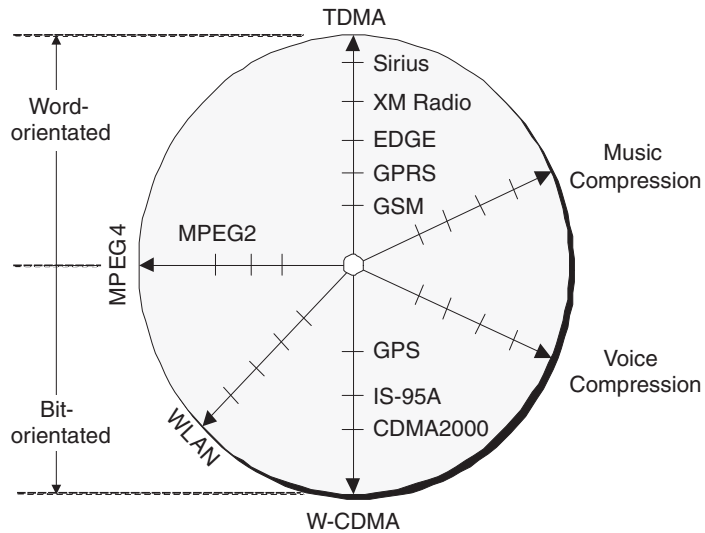 TDMA
Sirius
Word-
orientated
XM Radio
EDGE
Music
Compression
GPRS
GSM
MPEG2
MPEG4
GPS
Voice
Compression
IS-95A
Bit-
orientated
CDMA2000
WLAN
W-CDMA